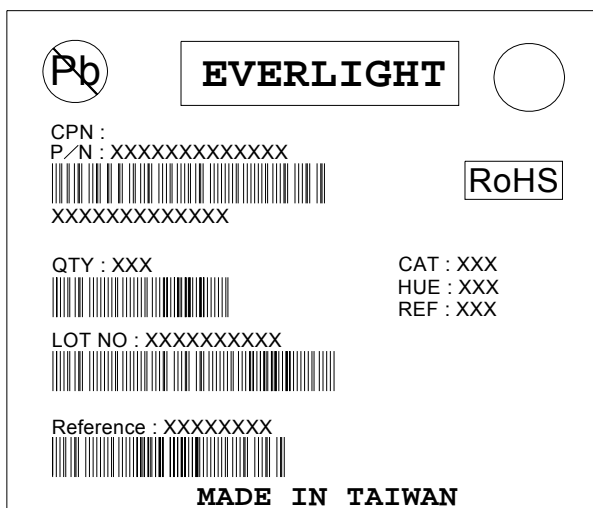 Pb
EVERLIGHT
CPN :
P/N : XXXXXXXXXXXXX
RoHS
XXXXXXXXXXXXX
QTY : XXX
CAT : XXX
HUE : XXX
REF : XXX
LOT NO : XXXXXXXXXX
Reference : XXXXXXXX
MADE IN TAIWAN